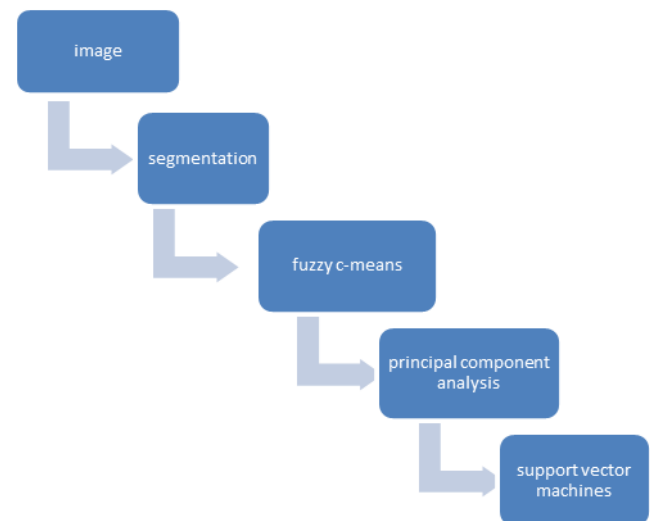 image
segmentation
fuzzy c-means
principal component
analysis
support vector
machines